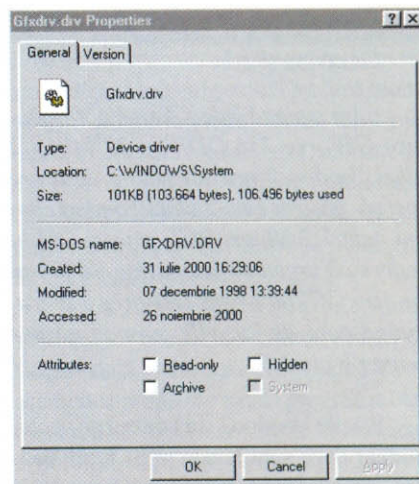 Gfxdrv.drv Properties
? ×
General Version
Gfxdrv.drv
Type: Device driver
Location: C:\WINDOWS\System
Size: 101KB (103.664 bytes), 106.496 bytes used
MS-DOS name: GFXDRV.DRV
Created: 31 iulie 2000 16:29:06
Modified: 07 decembrie 1998 13:39:44
Accessed: 26 noiembrie 2000
Attributes: Read-only Hidden
Archive System
OK Cancel Apply